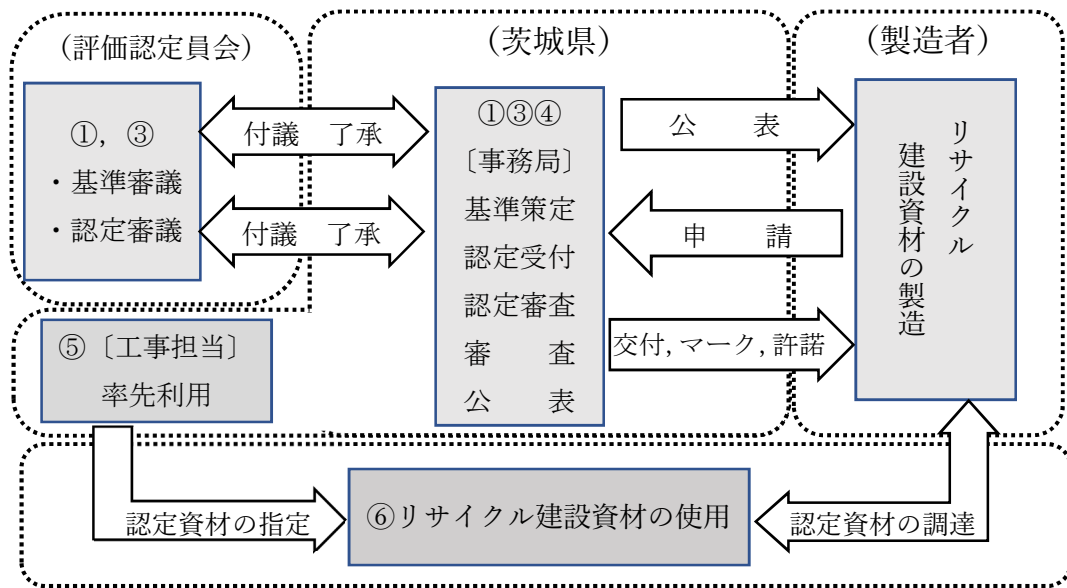 （評価認定員会）
①，③
・基準審議
・認定審議
（茨城県）
付議　了承
付議　了承
①③④
〔事務局〕
基準策定
認定受付
認定審査
審　　査
公　　表
（製造者）
公　　表
申　　請
交付,マーク,許諾
リサイクル
建設資材の製造
⑤〔工事担当〕
率先利用
認定資材の指定
⑥リサイクル建設資材の使用
認定資材の調達